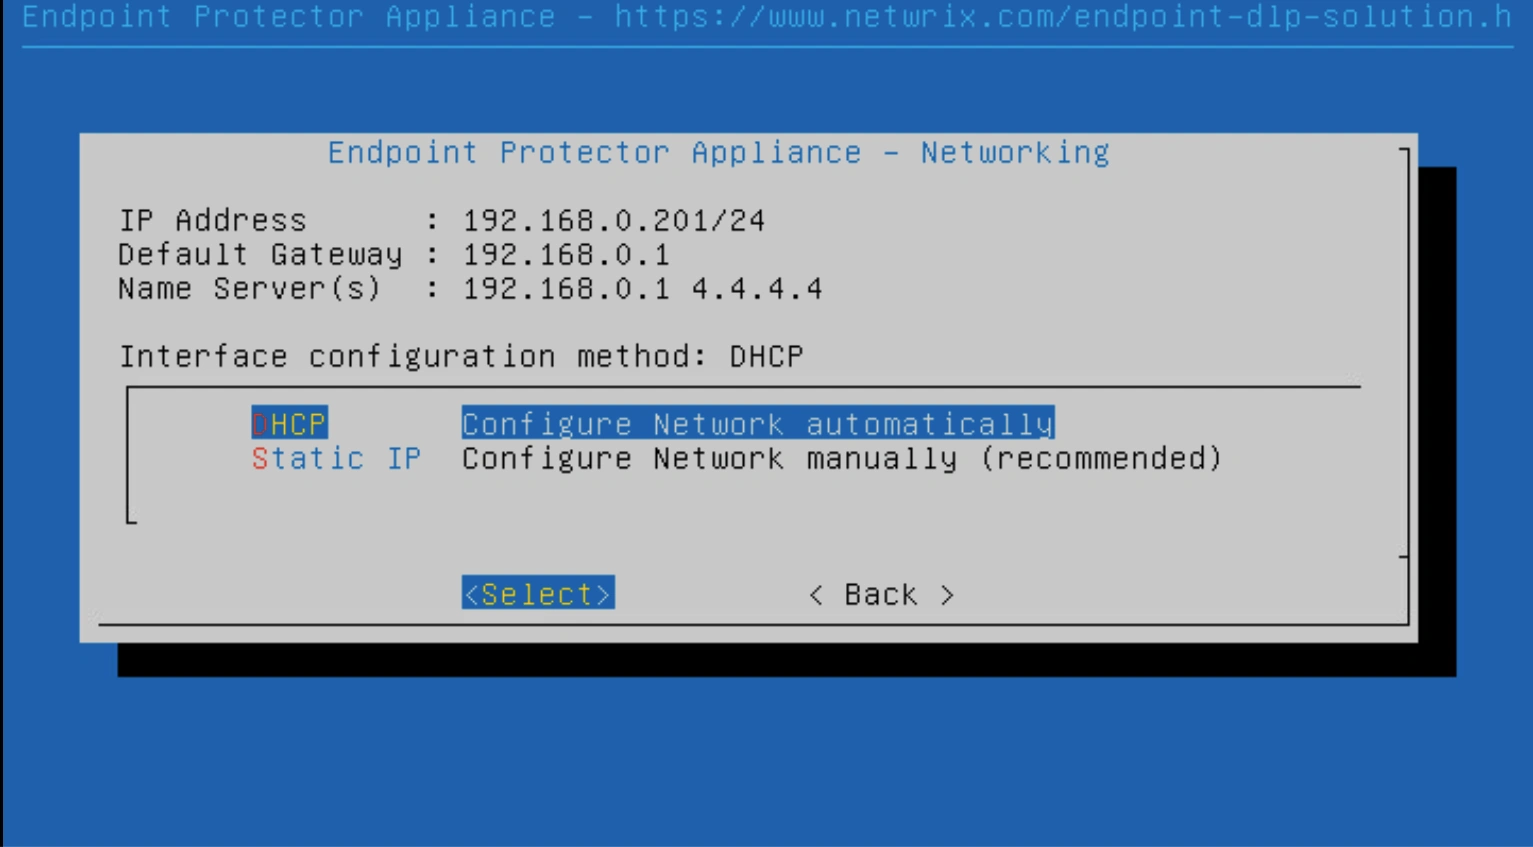 Endpoint Protector Appliance - https://www.netwrix.com/endpoint-dlp-solution.h
Endpoint Protector Appliance - Networking
IP Address : 192.168.0.201/24
Default Gateway : 192.168.0.1
Name Server(s) : 192.168.0.1 4.4.4.4
Interface configuration method: DHCP
DHCP Configure Network automatically
Static IP Configure Network manually (recommended)
<Select> < Back >